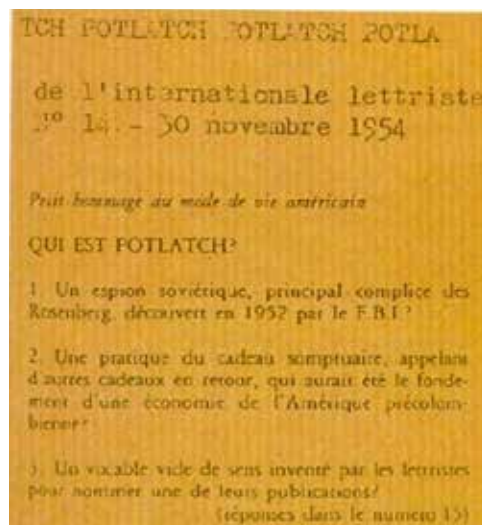 TCH POTLATCH POTLATCH POTLA
de l'internationale lettriste
N° 14 - 30 novembre 1954
Petit hommage au mode de vie américain
QUI EST POTLATCH?
1. Un espion soviétique, principal complice des
Rosenberg, découvert en 1952 par le F.B.I.?
2. Une pratique du cadeau somptuaire, appelant
d'autres cadeaux en retour, qui aurait été le fonde-
ment d'une économie de l'Amérique précolom-
bienne?
3. Un vocable vide de sens inventé par les lettristes
pour nommer une de leurs publications?
(réponses dans le numéro 15)